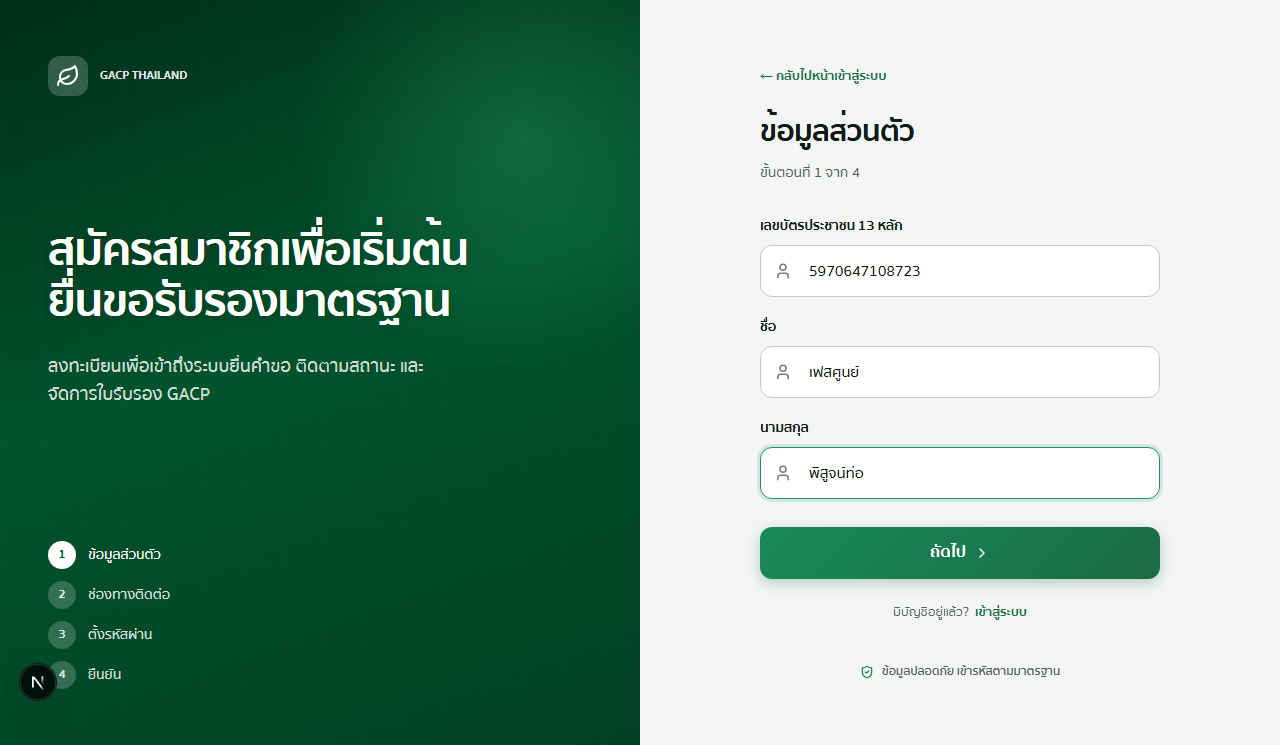 GACP THAILAND
สมัครสมาชิกเพื่อเริ่มต้น
ยื่นขอรับรองมาตรฐาน
ลงทะเบียนเพื่อเข้าถึงระบบยื่นคำขอ ติดตามสถานะ และ
จัดการใบรับรอง GACP
1 ข้อมูลส่วนตัว
2 ช่องทางติดต่อ
3 ตั้งรหัสผ่าน
4 ยืนยัน
N
← กลับไปหน้าเข้าสู่ระบบ
ข้อมูลส่วนตัว
ขั้นตอนที่ 1 จาก 4
เลขบัตรประชาชน 13 หลัก
5970647108723
ชื่อ
เฟสศูนย์
นามสกุล
พิสูจน์ท่อ
ถัดไป
มีบัญชีอยู่แล้ว? เข้าสู่ระบบ
ข้อมูลปลอดภัย เข้ารหัสตามมาตรฐาน